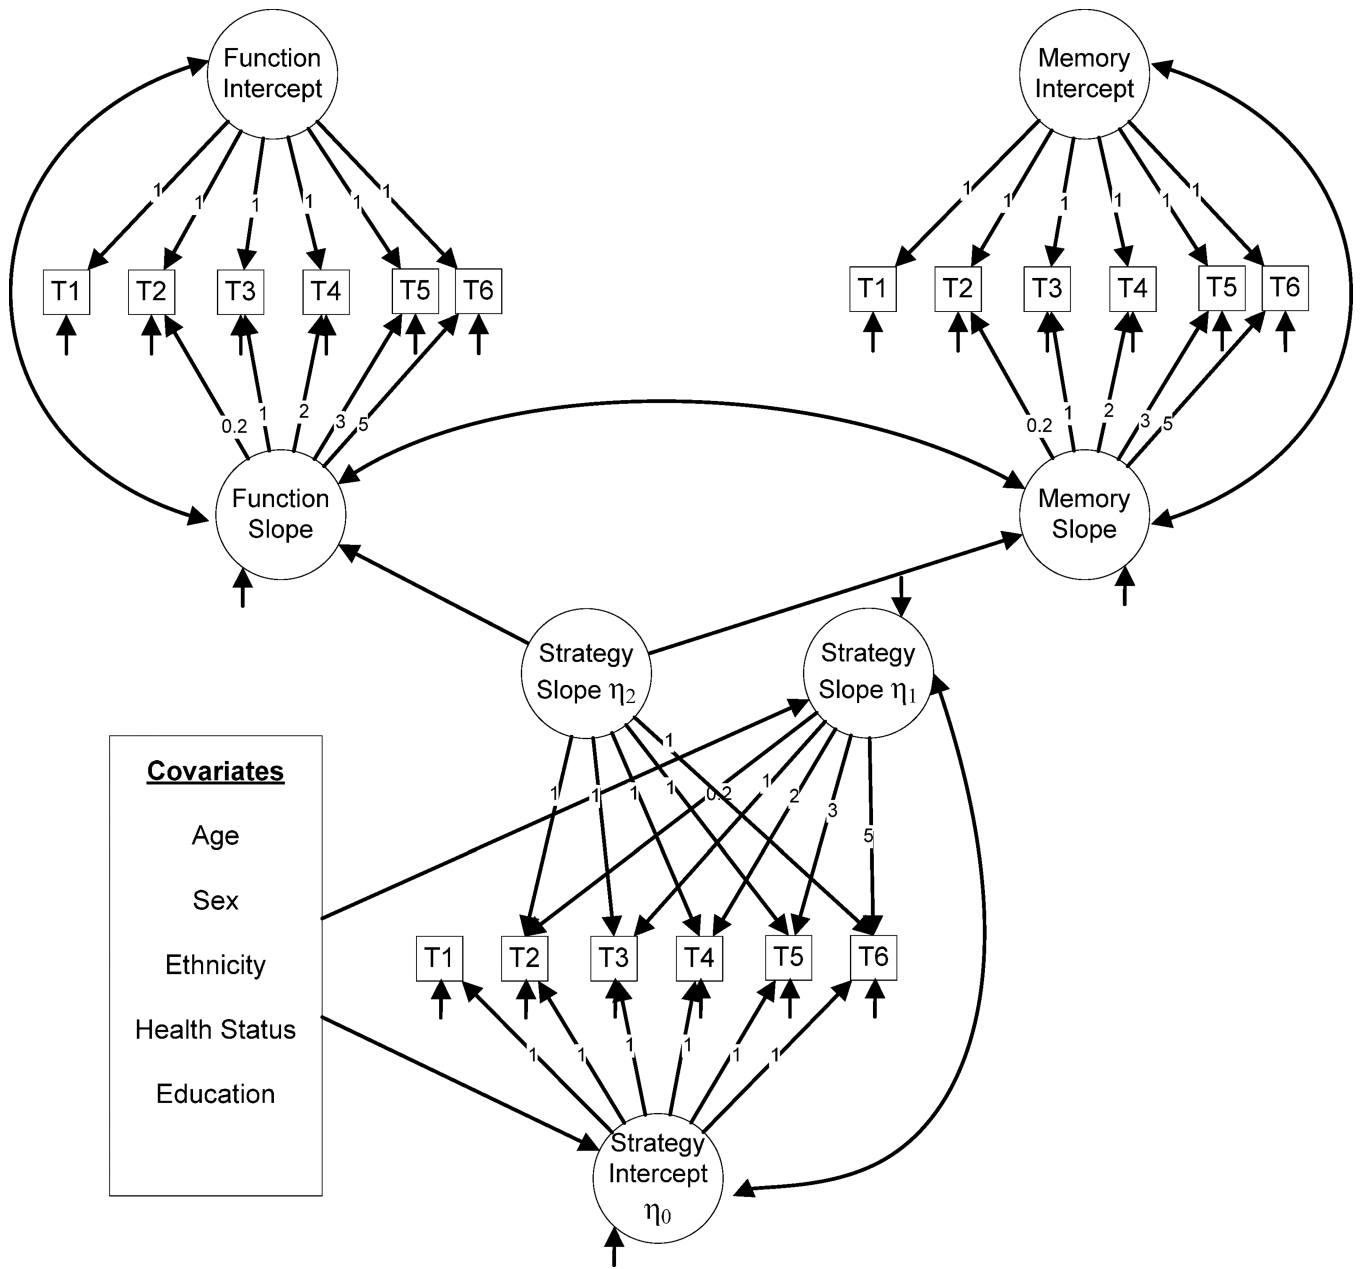 Function
Intercept
Memory
Intercept
1 1 1 1 1 1
1 1 1 1 1 1
T1 T2 T3 T4 T5 T6
T1 T2 T3 T4 T5 T6
0.2 1 2 3 5
0.2 1 2 3 5
Function
Slope
Memory
Slope
Strategy
Slope η2
Strategy
Slope η1
1
1 1 1 1 0.2 1 2 3 5
Covariates
Age
Sex
Ethnicity
Health Status
Education
T1 T2 T3 T4 T5 T6
1 1 1 1 1 1
Strategy
Intercept
η0